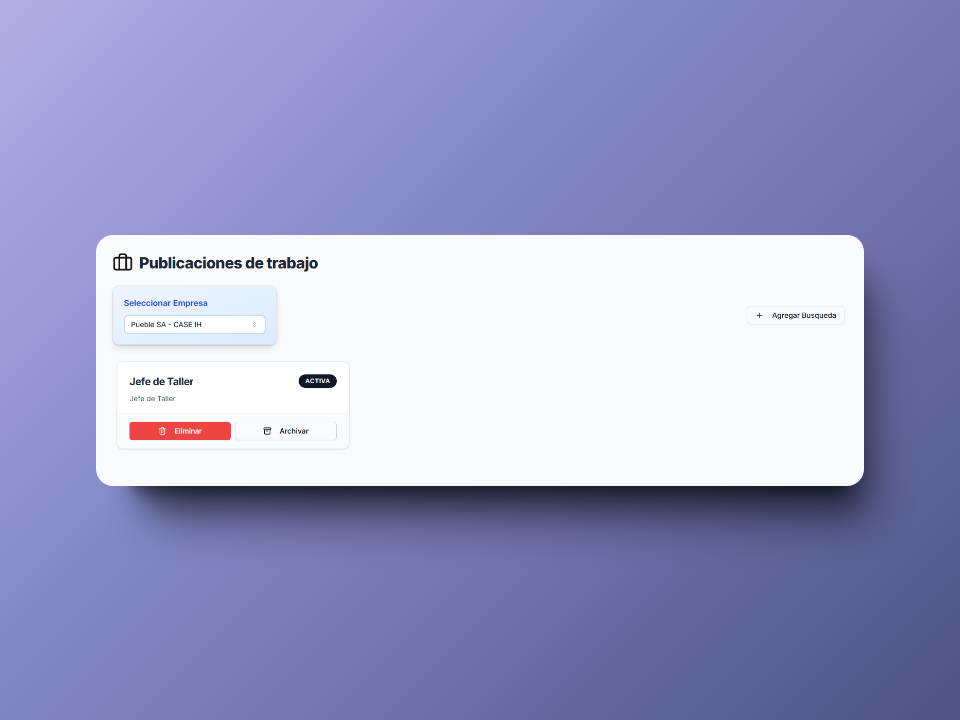 Publicaciones de trabajo
Seleccionar Empresa
Pueble SA - CASE IH
Agregar Busqueda
Jefe de Taller
ACTIVA
Jefe de Taller
Eliminar
Archivar